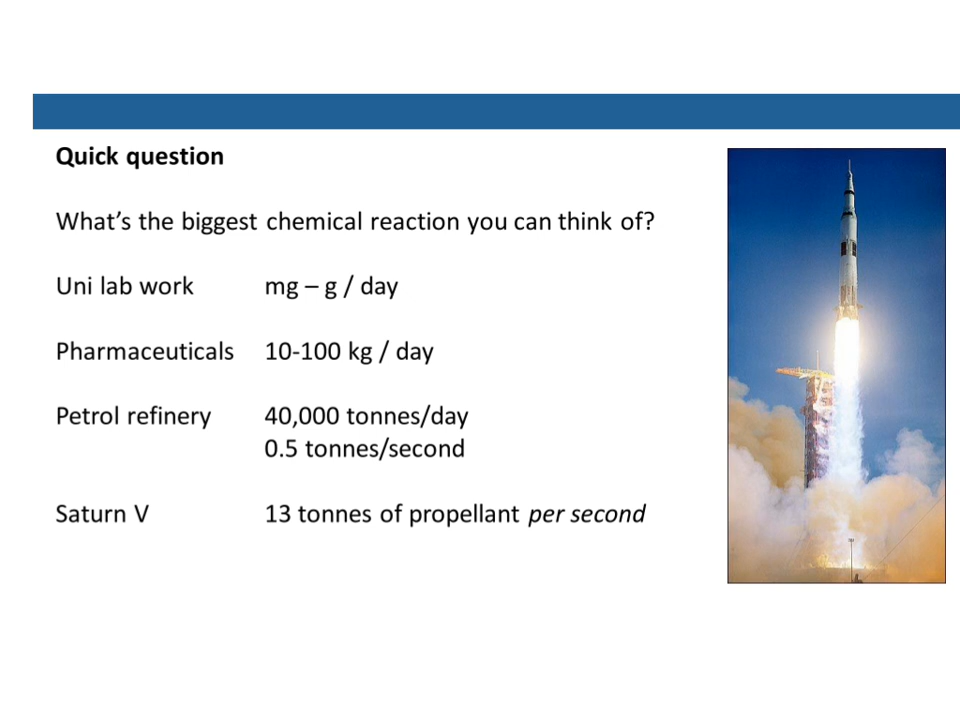 Quick question
What’s the biggest chemical reaction you can think of?
Uni lab work mg – g / day
Pharmaceuticals 10-100 kg / day
Petrol refinery 40,000 tonnes/day
0.5 tonnes/second
Saturn V 13 tonnes of propellant per second